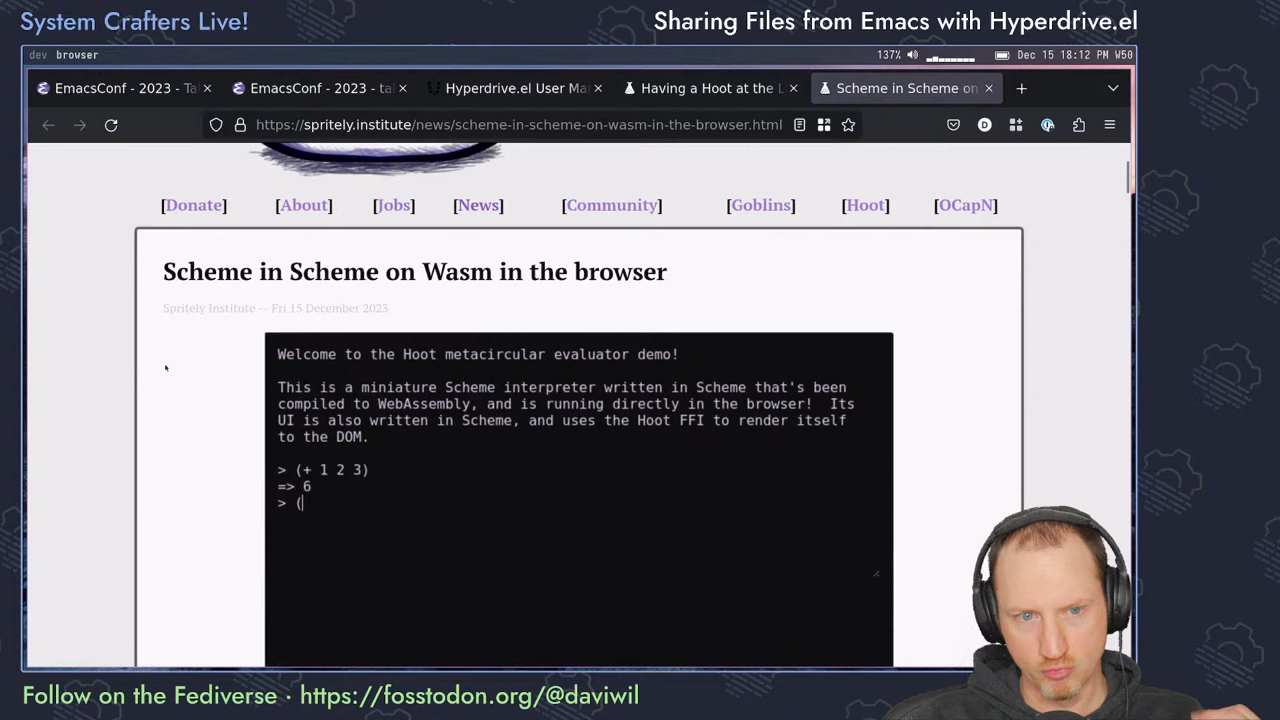 System Crafters Live!
Sharing Files from Emacs with Hyperdrive.el
dev browser
137%
Dec 15 18:12 PM W50
EmacsConf - 2023 - Ta
EmacsConf - 2023 - tal
Hyperdrive.el User Ma
Having a Hoot at the L
Scheme in Scheme on
https://spritely.institute/news/scheme-in-scheme-on-wasm-in-the-browser.html
[Donate]
[About]
[Jobs]
[News]
[Community]
[Goblins]
[Hoot]
[OCapN]
Scheme in Scheme on Wasm in the browser
Spritely Institute -- Fri 15 December 2023
Welcome to the Hoot metacircular evaluator demo!
This is a miniature Scheme interpreter written in Scheme that's been
compiled to WebAssembly, and is running directly in the browser! Its
UI is also written in Scheme, and uses the Hoot FFI to render itself
to the DOM.
> (+ 1 2 3)
=> 6
> (
Follow on the Fediverse · https://fosstodon.org/@daviwil